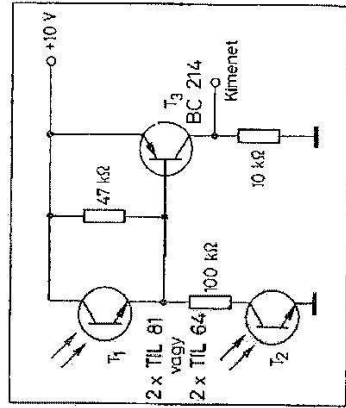 +10 V
T₃
BC 214
Kimenet
47 kΩ
10 kΩ
T₁
2 x TIL 81
vagy
2 x TIL 64
100 kΩ
T₂